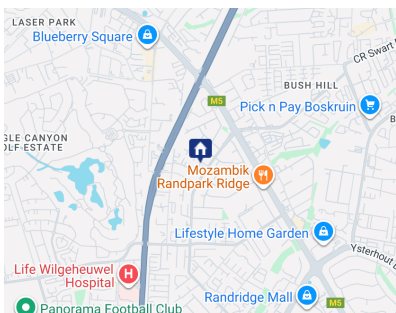 LASER PARK
Blueberry Square
CR Swart
BUSH HILL
M5
Pick n Pay Boskruin
GLE CANYON
OLF ESTATE
Mozambik
Randpark Ridge
Lifestyle Home Garden
Ysterhout
Life Wilgeheuwel
Hospital
H
Randridge Mall
M5
Panorama Football Club